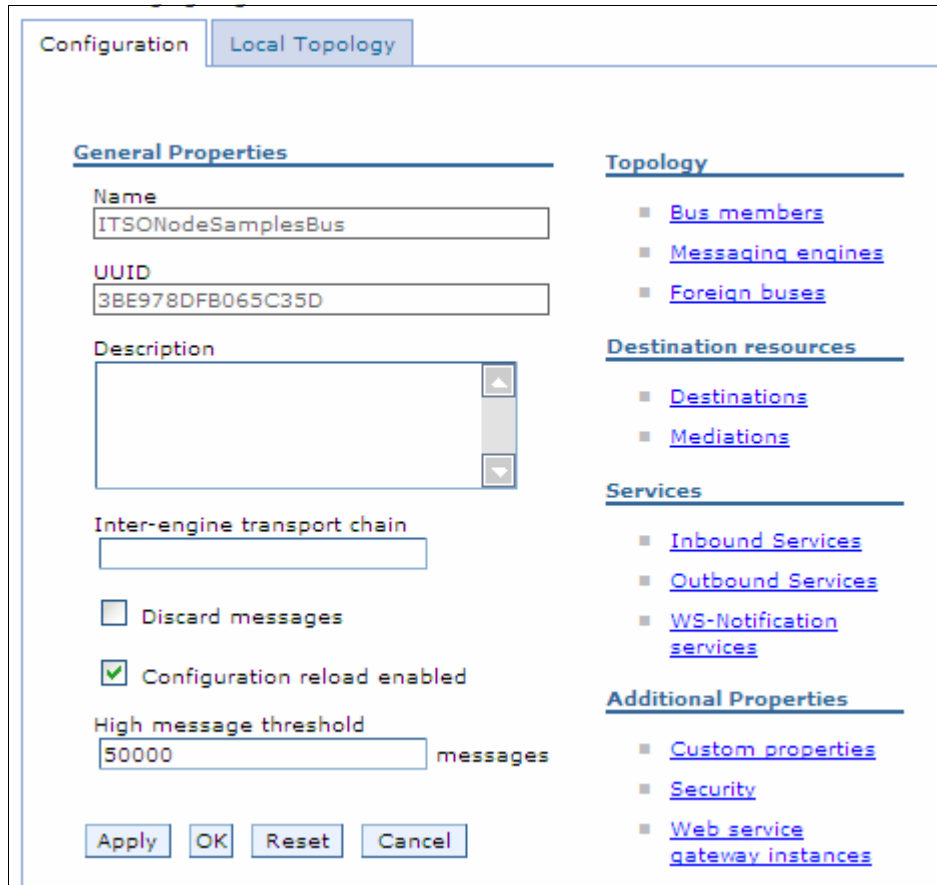 Configuration
Local Topology
General Properties
Name
ITSONodeSamplesBus
UUID
3BE978DFB065C35D
Description
Inter-engine transport chain
Discard messages
Configuration reload enabled
High message threshold
50000 messages
Apply OK Reset Cancel
Topology
Bus members
Messaging engines
Foreign buses
Destination resources
Destinations
Mediations
Services
Inbound Services
Outbound Services
WS-Notification
services
Additional Properties
Custom properties
Security
Web service
gateway instances